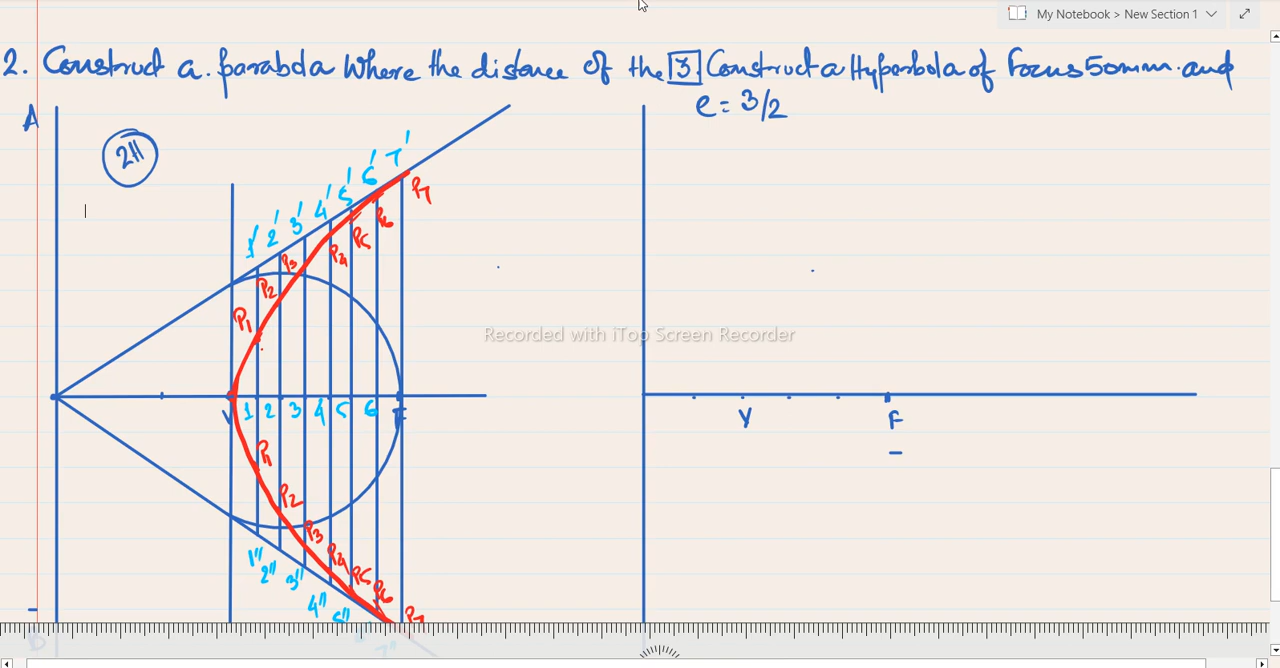 My Notebook > New Section 1
2. Construct a. parabola Where the distance of the
3. Construct a Hyperbola of Focus 50mm. and
e = 3/2
A
2H
1' 2' 3' 4' 5' 6' 7'
P1 P2 P3 P4 P5 P6 P7
Recorded with iTop Screen Recorder
V 1 2 3 4 5 6 F
V F
P1 P2 P3 P4 P5 P6 P7
1" 2" 3" 4" 5"
7"
B